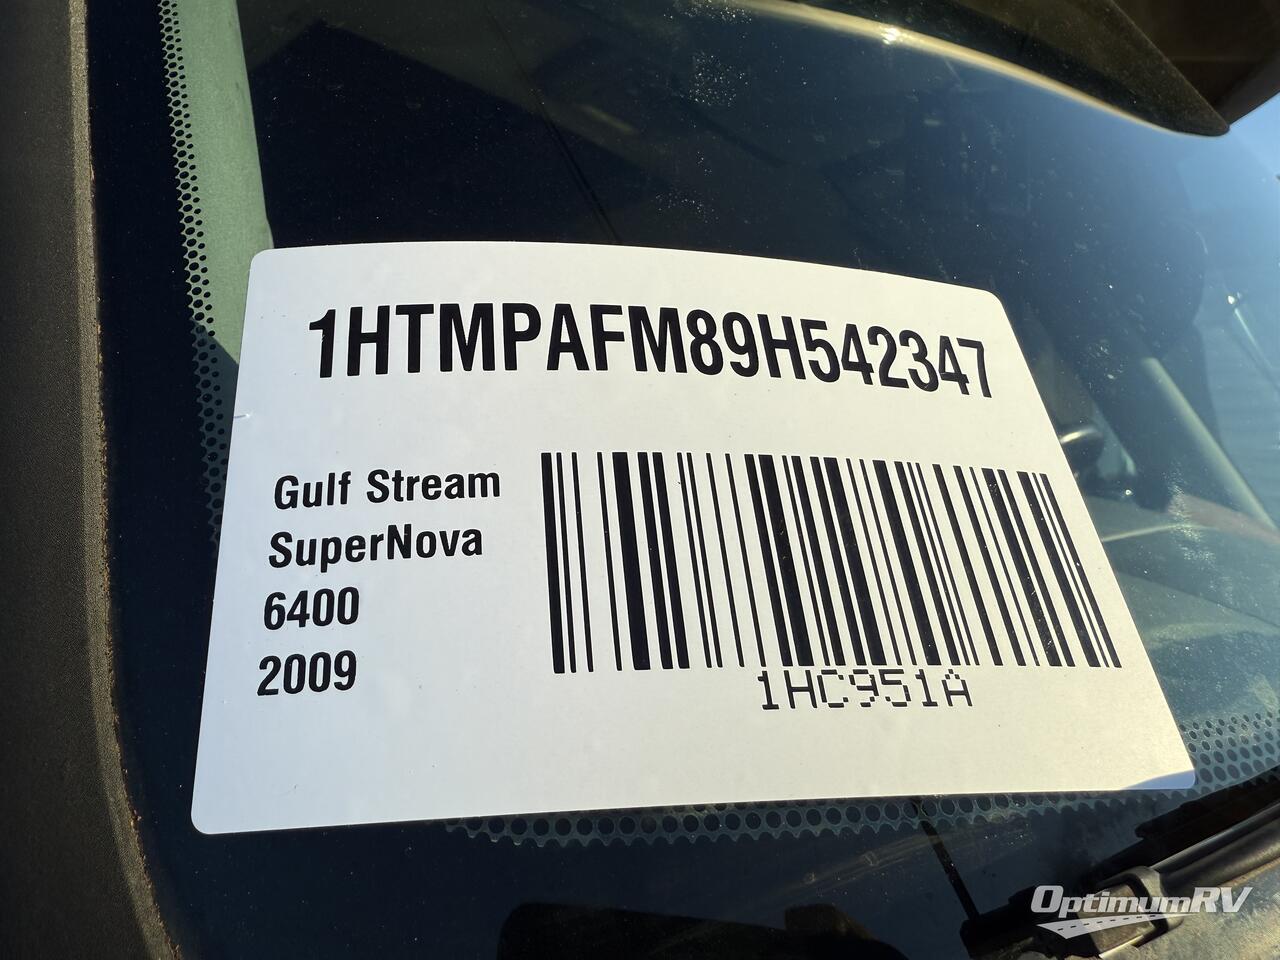 1HTMPAFM89H542347
Gulf Stream
SuperNova
6400
2009
1HC951A
OptimumRV